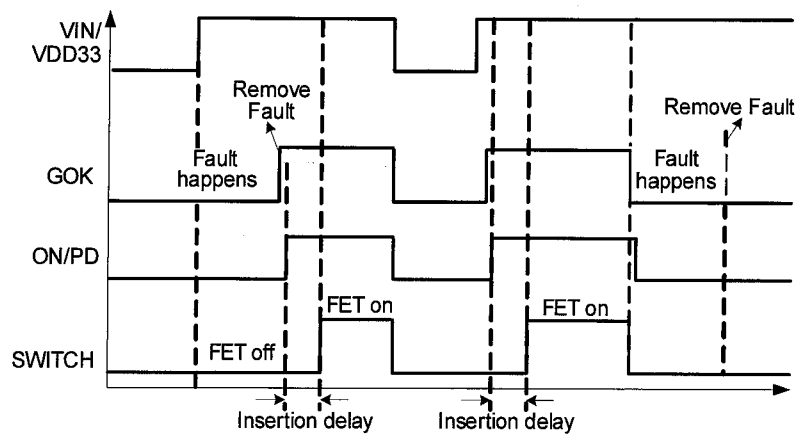 VIN/
VDD33
Remove
Fault
Remove Fault
Fault
happens
GOK
Fault
happens
ON/PD
FET on
FET on
FET off
SWITCH
Insertion delay
Insertion delay